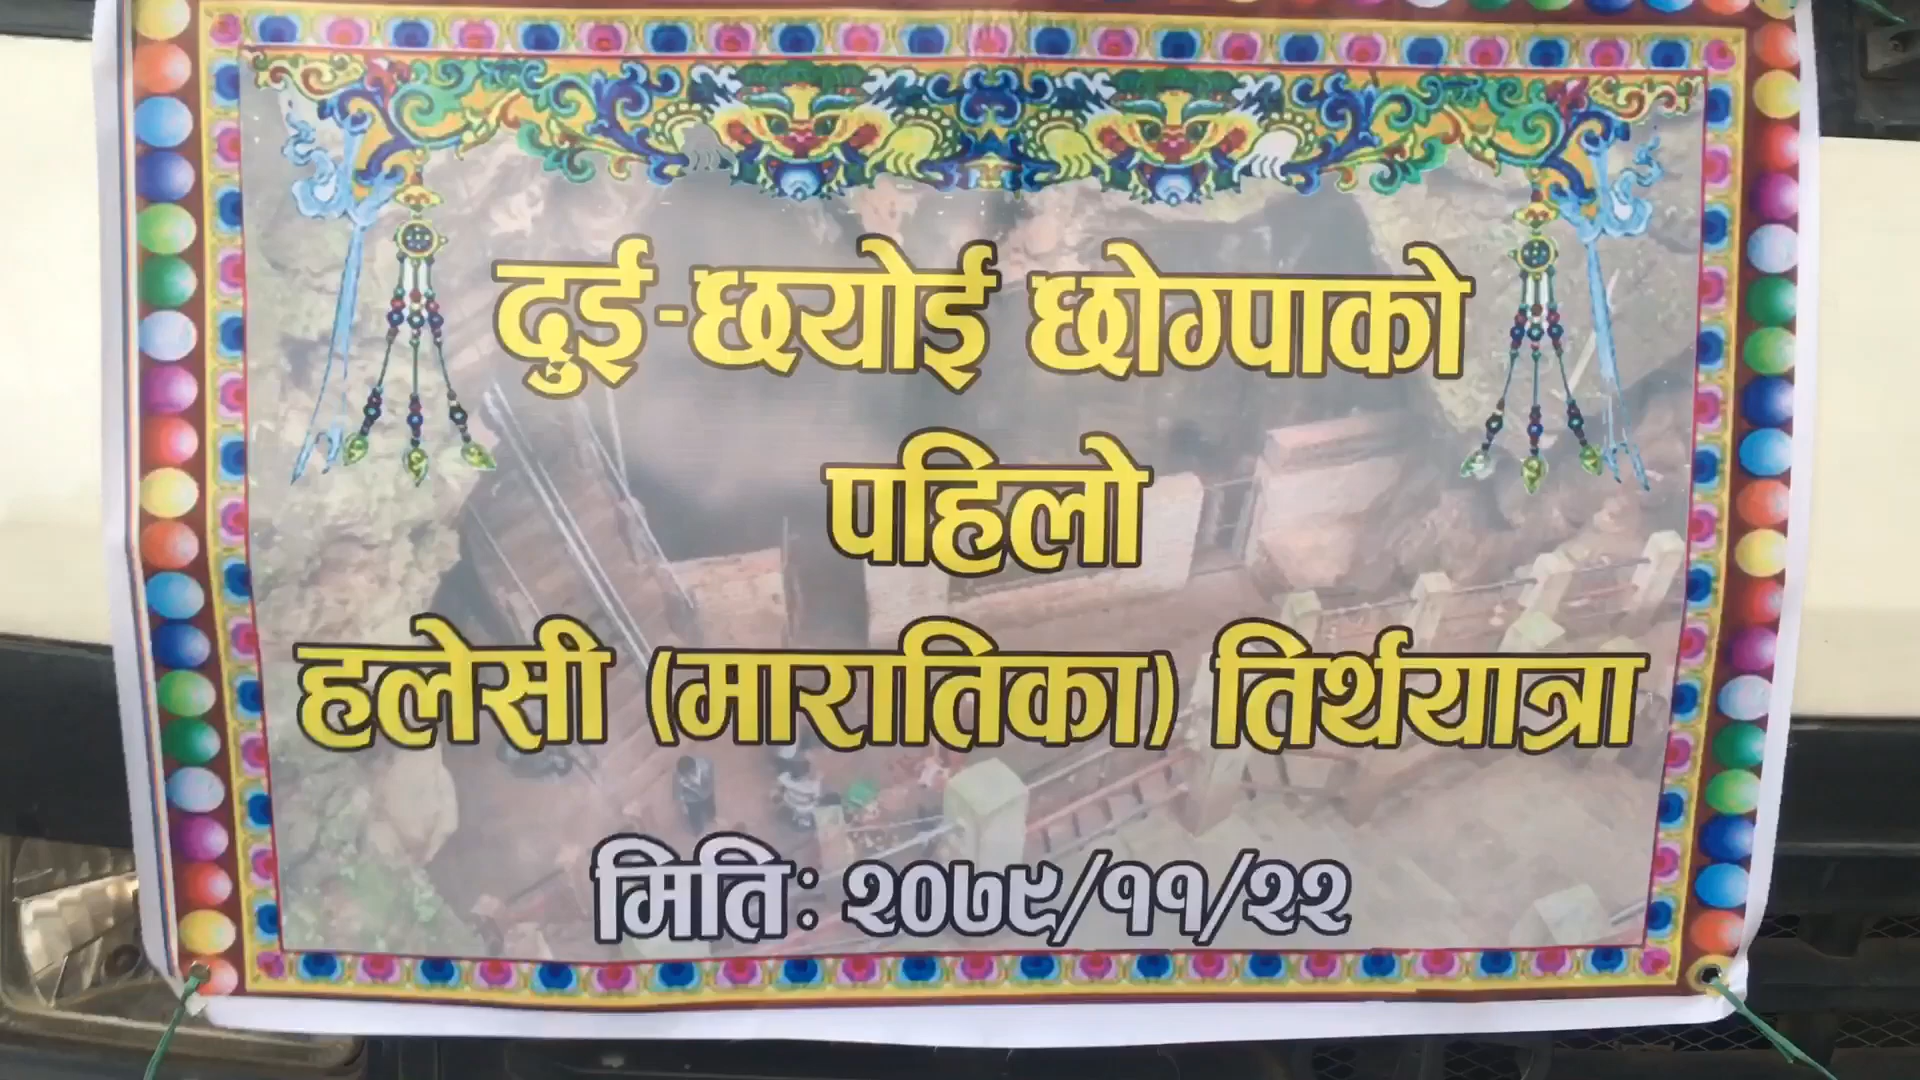 दुई-छयोई छोग्पाको
पहिलो
हलेसी (मारातिका) तिर्थयात्रा
मिति: २०७९/११/२२